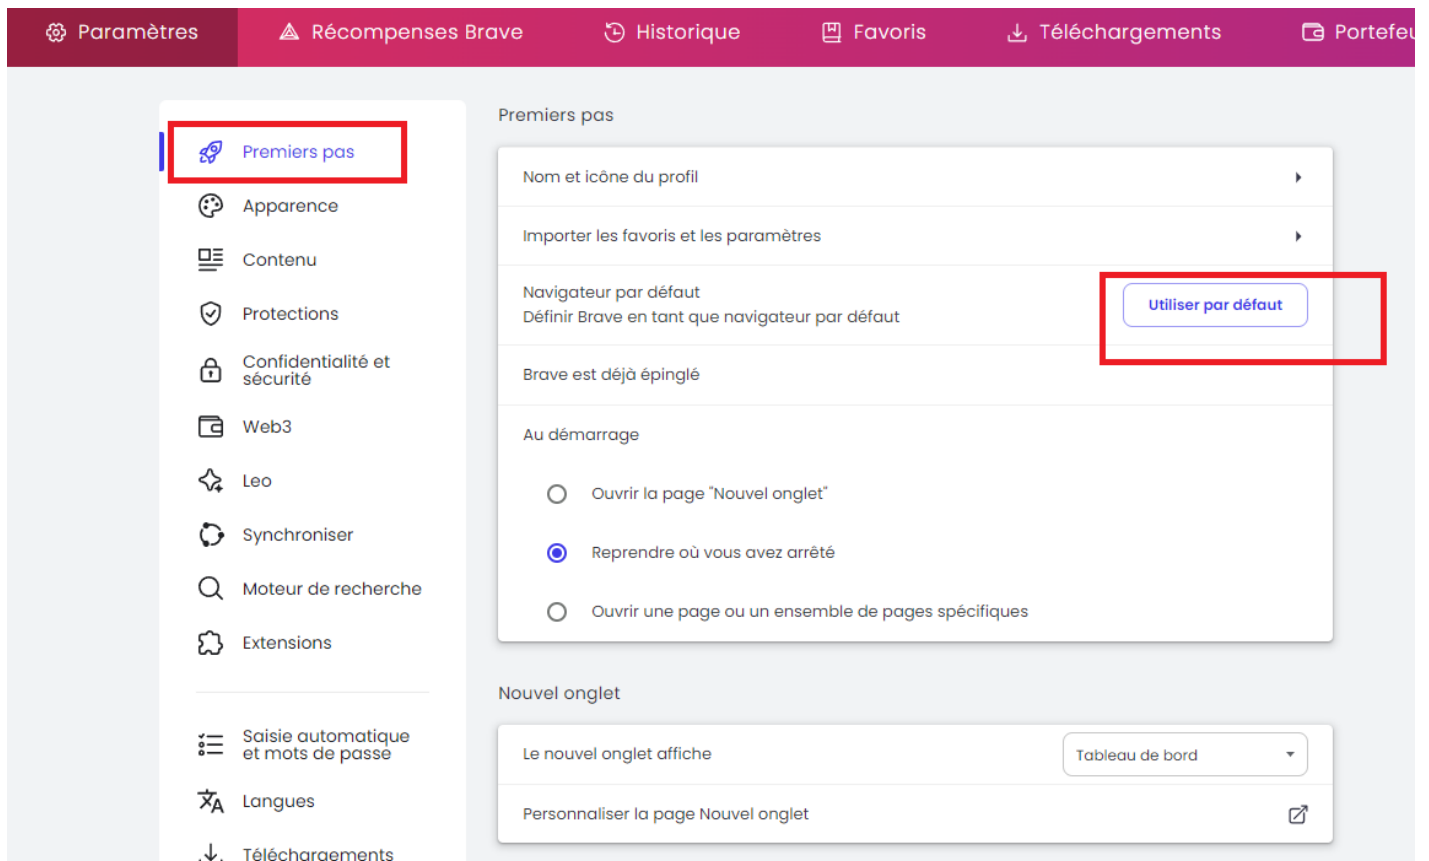 Paramètres
Récompenses Brave
Historique
Favoris
Téléchargements
Portefeu
Premiers pas
Apparence
Contenu
Protections
Confidentialité et
sécurité
Web3
Leo
Synchroniser
Moteur de recherche
Extensions
Saisie automatique
et mots de passe
Langues
Téléchargements
Premiers pas
Nom et icône du profil
Importer les favoris et les paramètres
Navigateur par défaut
Définir Brave en tant que navigateur par défaut
Utiliser par défaut
Brave est déjà épinglé
Au démarrage
Ouvrir la page "Nouvel onglet"
Reprendre où vous avez arrêté
Ouvrir une page ou un ensemble de pages spécifiques
Nouvel onglet
Le nouvel onglet affiche
Tableau de bord
Personnaliser la page Nouvel onglet